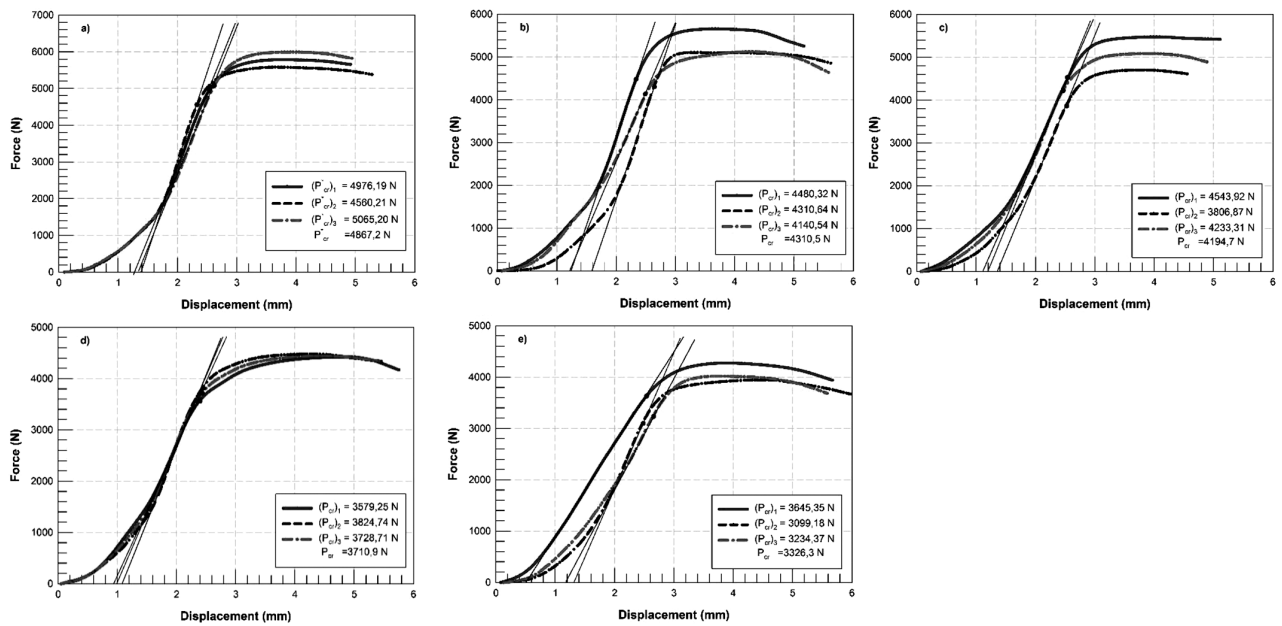 a)
7000
6000
5000
4000
3000
2000
1000
0
Force (N)
(P*cr)1 = 4976,19 N
(P*cr)2 = 4560,21 N
(P*cr)3 = 5065,20 N
P*cr =4867,2 N
0 1 2 3 4 5 6
Displacement (mm)
b)
6000
5000
4000
3000
2000
1000
0
Force (N)
(Pcr)1 = 4480,32 N
(Pcr)2 = 4310,64 N
(Pcr)3 = 4140,54 N
Pcr =4310,5 N
0 1 2 3 4 5 6
Displacement (mm)
c)
6000
5000
4000
3000
2000
1000
0
Force (N)
(Pcr)1 = 4543,92 N
(Pcr)2 = 3806,87 N
(Pcr)3 = 4233,31 N
Pcr =4194,7 N
0 1 2 3 4 5 6
Displacement (mm)
d)
5000
4000
3000
2000
1000
0
Force (N)
(Pcr)1 = 3579,25 N
(Pcr)2 = 3824,74 N
(Pcr)3 = 3728,71 N
Pcr =3710,9 N
0 1 2 3 4 5 6
Displacement (mm)
e)
5000
4000
3000
2000
1000
0
Force (N)
(Pcr)1 = 3645,35 N
(Pcr)2 = 3099,18 N
(Pcr)3 = 3234,37 N
Pcr =3326,3 N
0 1 2 3 4 5 6
Displacement (mm)